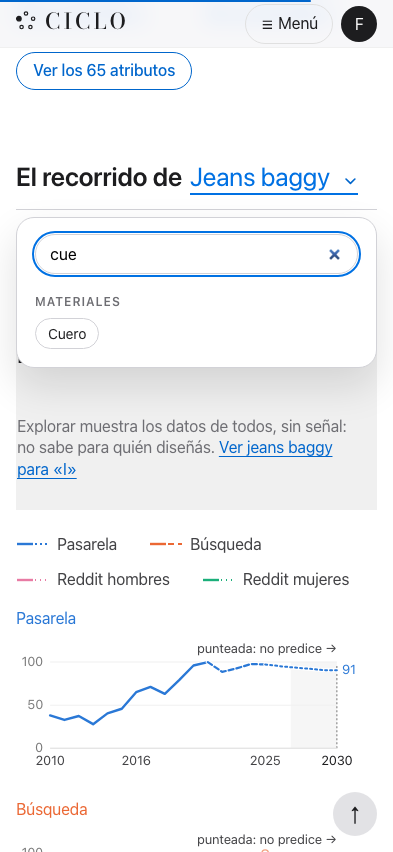 CICLO
≡ Menú
F
Ver los 65 atributos
El recorrido de Jeans baggy
cue
MATERIALES
Cuero
Explorar muestra los datos de todos, sin señal:
no sabe para quién diseñás. Ver jeans baggy
para «I»
Pasarela
Búsqueda
Reddit hombres
Reddit mujeres
Pasarela
punteada: no predice →
100
91
50
0
2010
2016
2025
2030
Búsqueda
punteada: no predice →
100